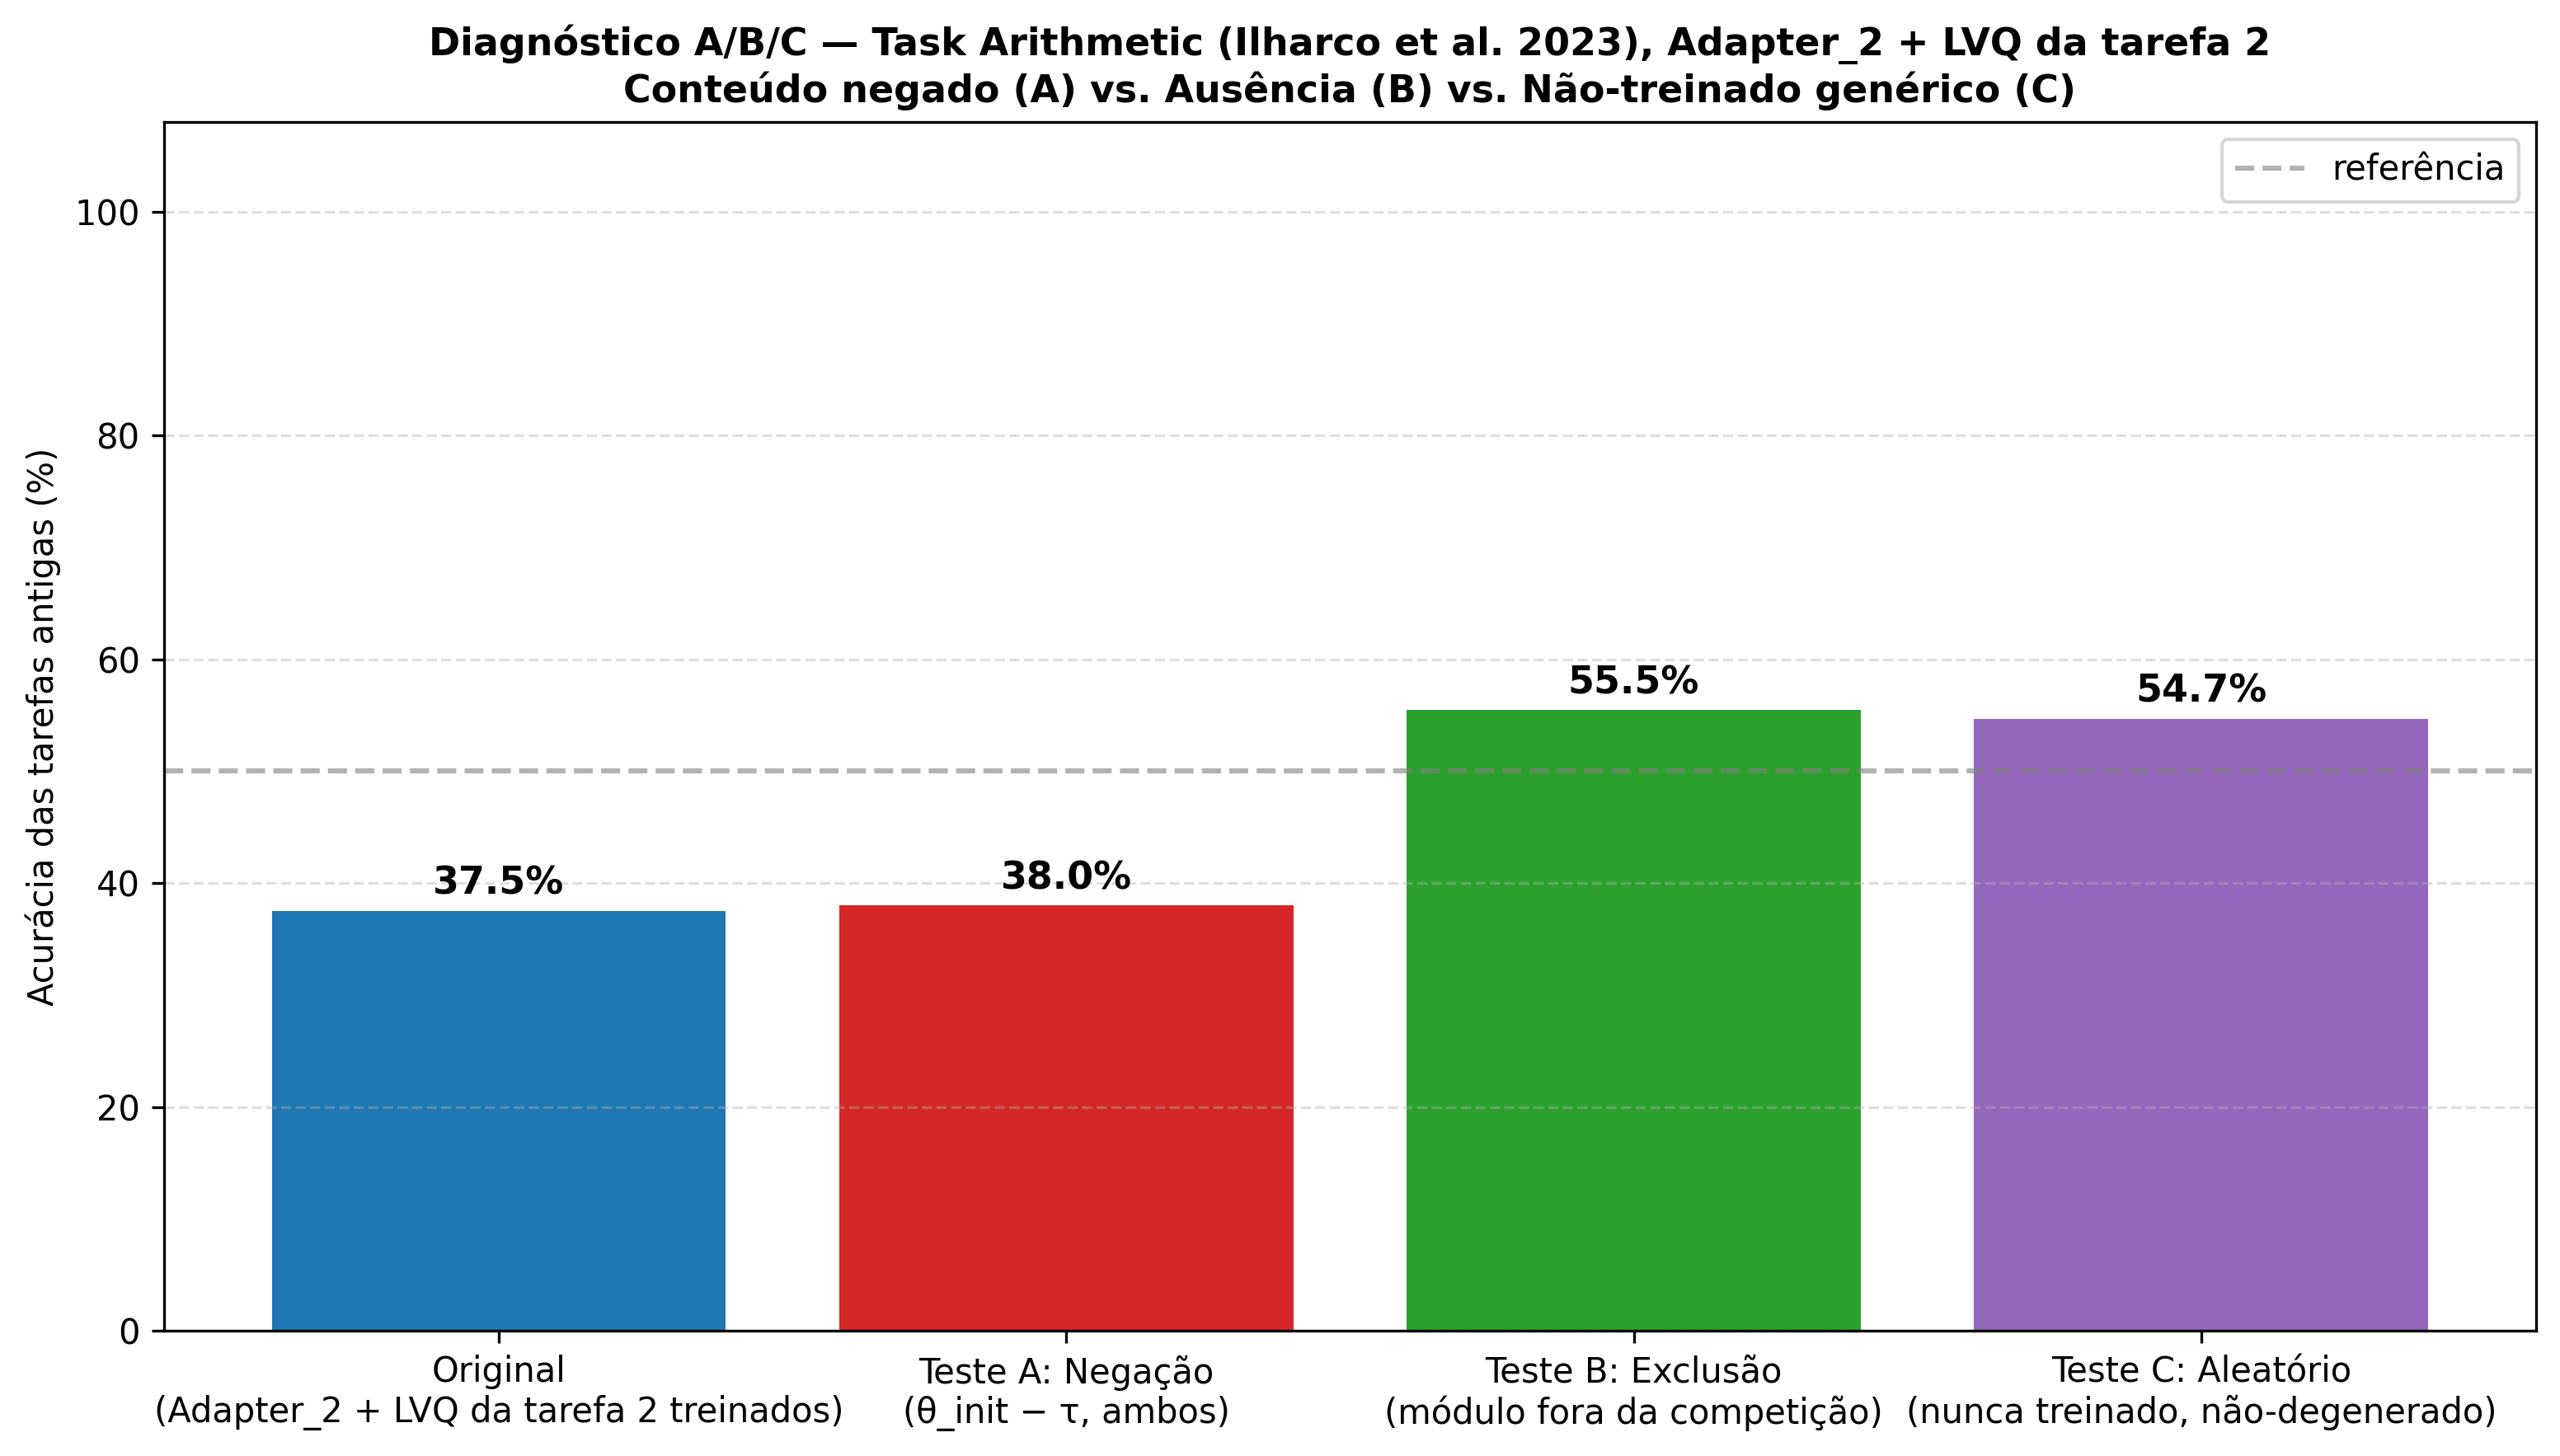 Diagnóstico A/B/C — Task Arithmetic (Ilharco et al. 2023), Adapter_2 + LVQ da tarefa 2
Conteúdo negado (A) vs. Ausência (B) vs. Não-treinado genérico (C)
referência
Acurácia das tarefas antigas (%)
100
80
60
40
20
0
37.5%
38.0%
55.5%
54.7%
Original
(Adapter_2 + LVQ da tarefa 2 treinados)
Teste A: Negação
(θ_init − τ, ambos)
Teste B: Exclusão
(módulo fora da competição)
Teste C: Aleatório
(nunca treinado, não-degenerado)